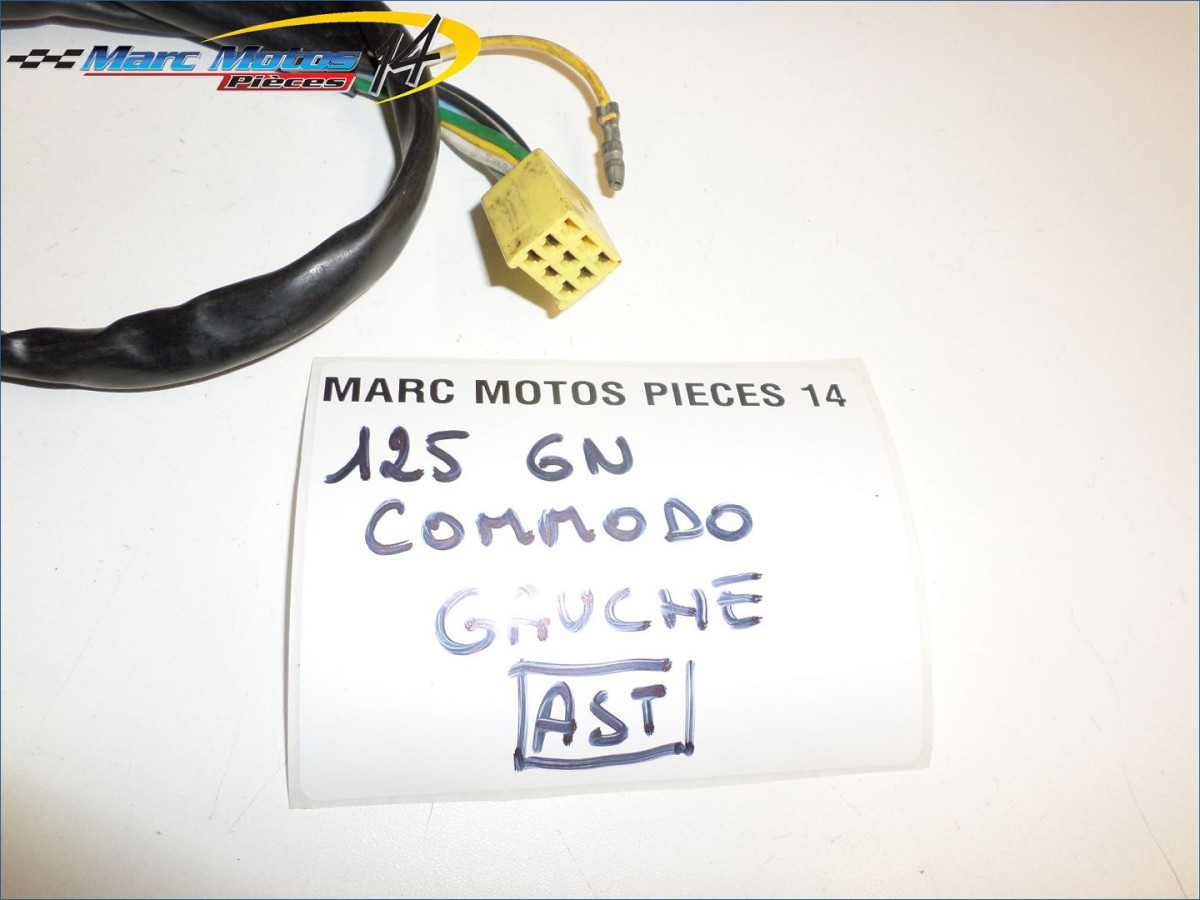 Marc Motos 14
Pièces
MARC MOTOS PIECES 14
125 GN
COMMODO
GAUCHE
AST